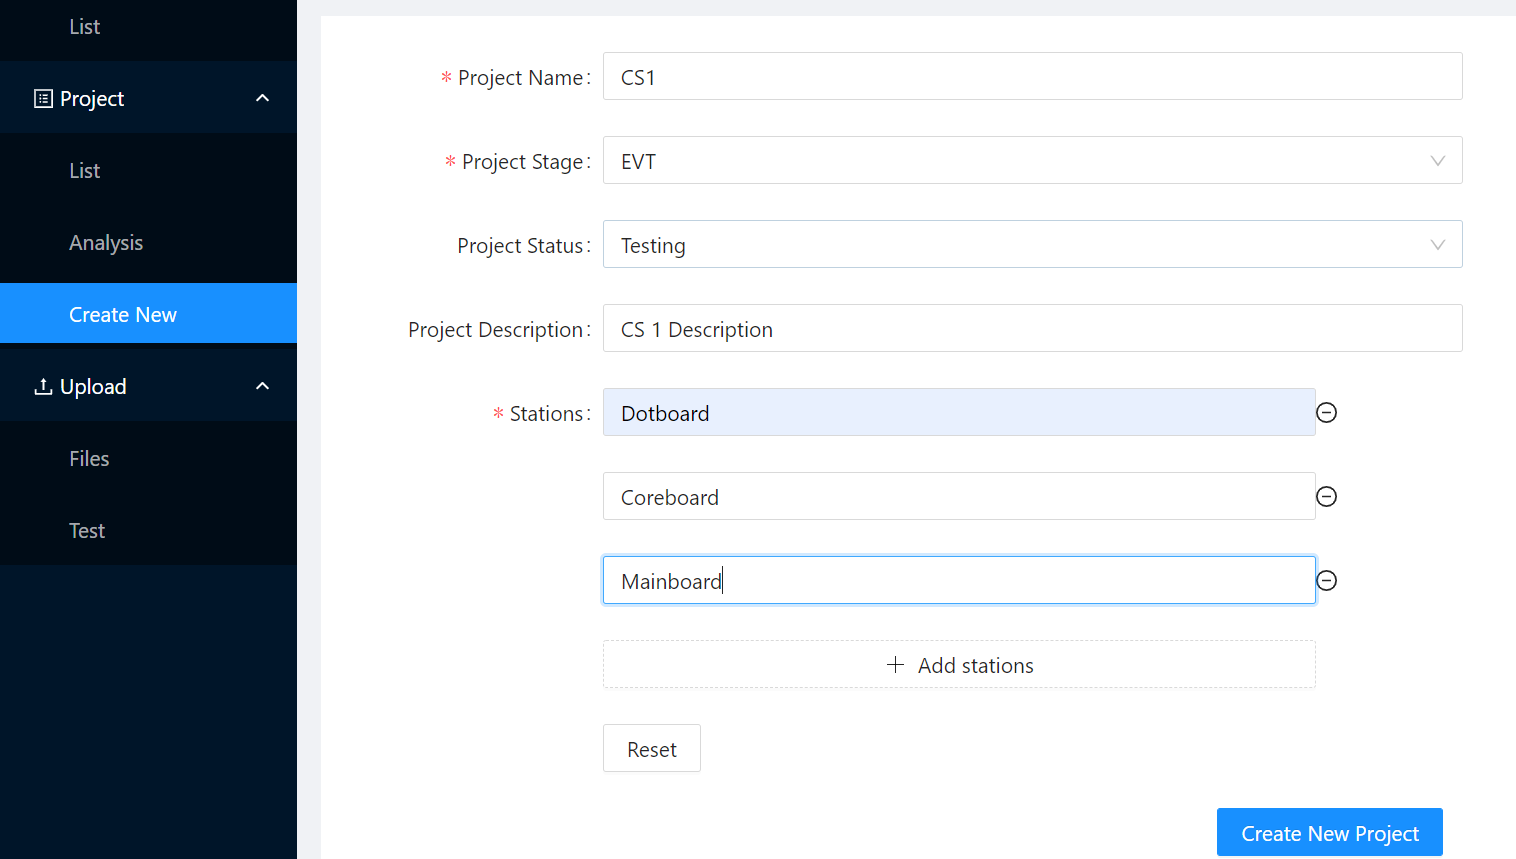 List
Project
List
Analysis
Create New
Upload
Files
Test
* Project Name: CS1
* Project Stage: EVT
Project Status: Testing
Project Description: CS 1 Description
* Stations: Dotboard
Coreboard
Mainboard
+ Add stations
Reset
Create New Project